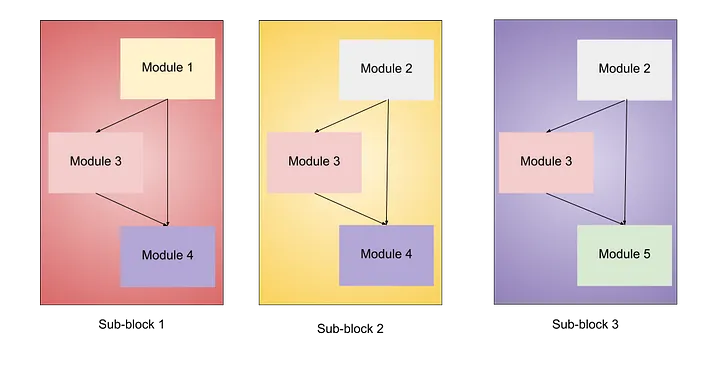 Module 1
Module 3
Module 4
Sub-block 1
Module 2
Module 3
Module 4
Sub-block 2
Module 2
Module 3
Module 5
Sub-block 3